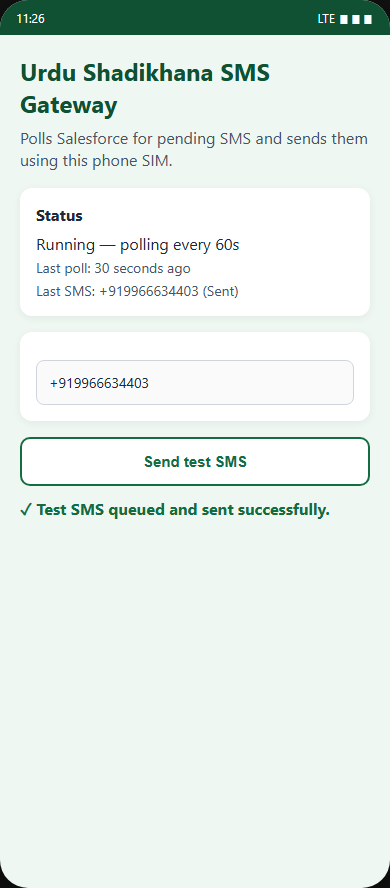 11:26
LTE
Urdu Shadikhana SMS
Gateway
Polls Salesforce for pending SMS and sends them
using this phone SIM.
Status
Running — polling every 60s
Last poll: 30 seconds ago
Last SMS: +919966634403 (Sent)
+919966634403
Send test SMS
✓ Test SMS queued and sent successfully.